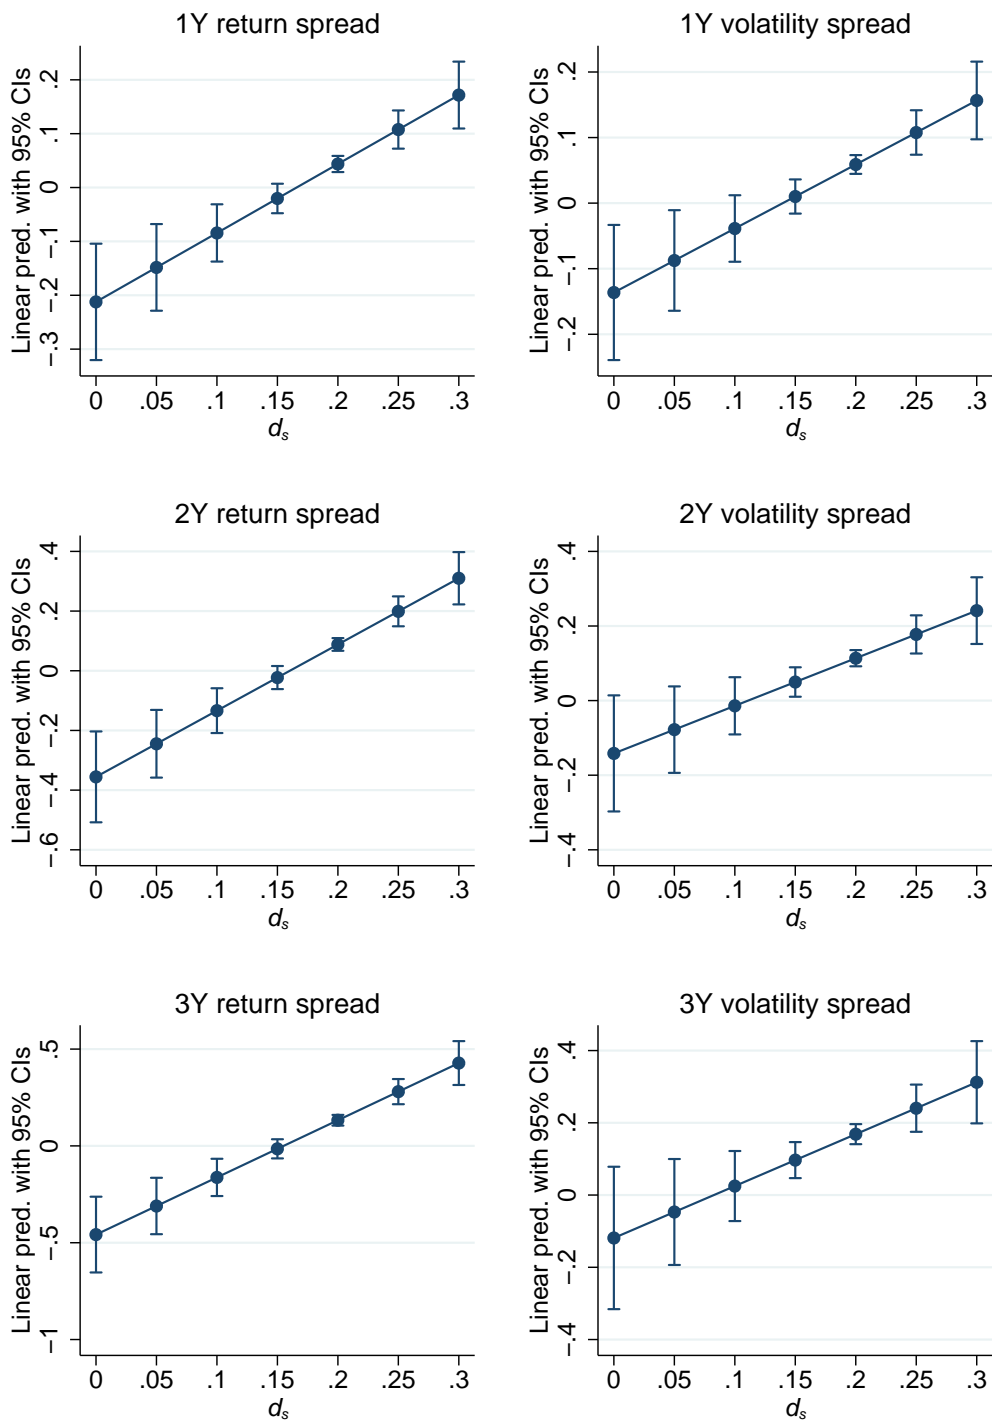 1Y return spread
Linear pred. with 95% CIs
.2
.1
0
−.1
−.2
−.3
0 .05 .1 .15 .2 .25 .3
ds
1Y volatility spread
Linear pred. with 95% CIs
.2
.1
0
−.1
−.2
0 .05 .1 .15 .2 .25 .3
ds
2Y return spread
Linear pred. with 95% CIs
.4
.2
0
−.2
−.4
−.6
0 .05 .1 .15 .2 .25 .3
ds
2Y volatility spread
Linear pred. with 95% CIs
.4
.2
0
−.2
−.4
0 .05 .1 .15 .2 .25 .3
ds
3Y return spread
Linear pred. with 95% CIs
.5
0
−.5
−1
0 .05 .1 .15 .2 .25 .3
ds
3Y volatility spread
Linear pred. with 95% CIs
.4
.2
0
−.2
−.4
0 .05 .1 .15 .2 .25 .3
ds